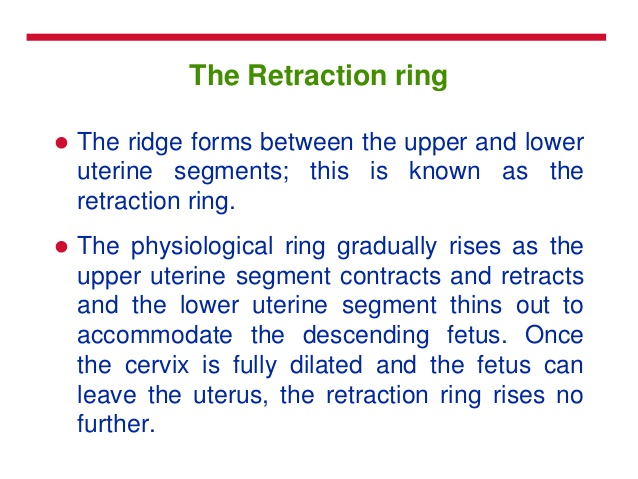 The Retraction ring
The ridge forms between the upper and lower
uterine segments; this is known as the
retraction ring.
The physiological ring gradually rises as the
upper uterine segment contracts and retracts
and the lower uterine segment thins out to
accommodate the descending fetus. Once
the cervix is fully dilated and the fetus can
leave the uterus, the retraction ring rises no
further.